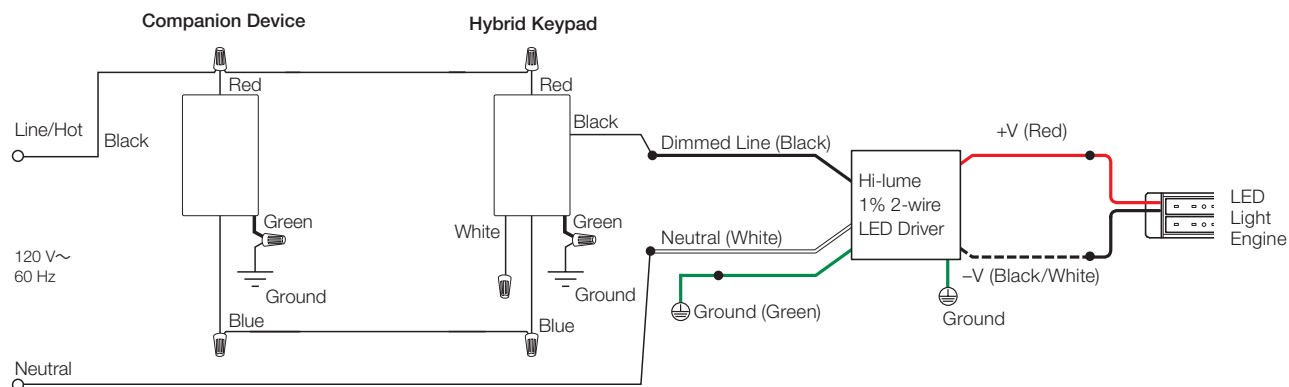 Companion Device
Hybrid Keypad
Red
Red
Line/Hot
Black
Black
Dimmed Line (Black)
+V (Red)
Hi-lume
1% 2-wire
LED Driver
LED
Light
Engine
Green
White
Green
Neutral (White)
120 V~
60 Hz
Ground
Ground
–V (Black/White)
Ground (Green)
Ground
Blue
Blue
Neutral